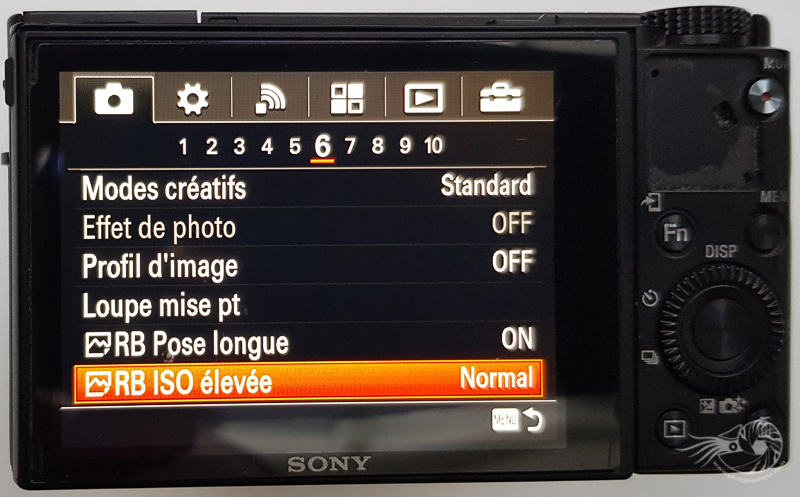 1 2 3 4 5 6 7 8 9 10
Modes créatifs Standard
Effet de photo OFF
Profil d'image OFF
Loupe mise pt
RB Pose longue ON
RB ISO élevée Normal
MENU
SONY
Fn
DISP